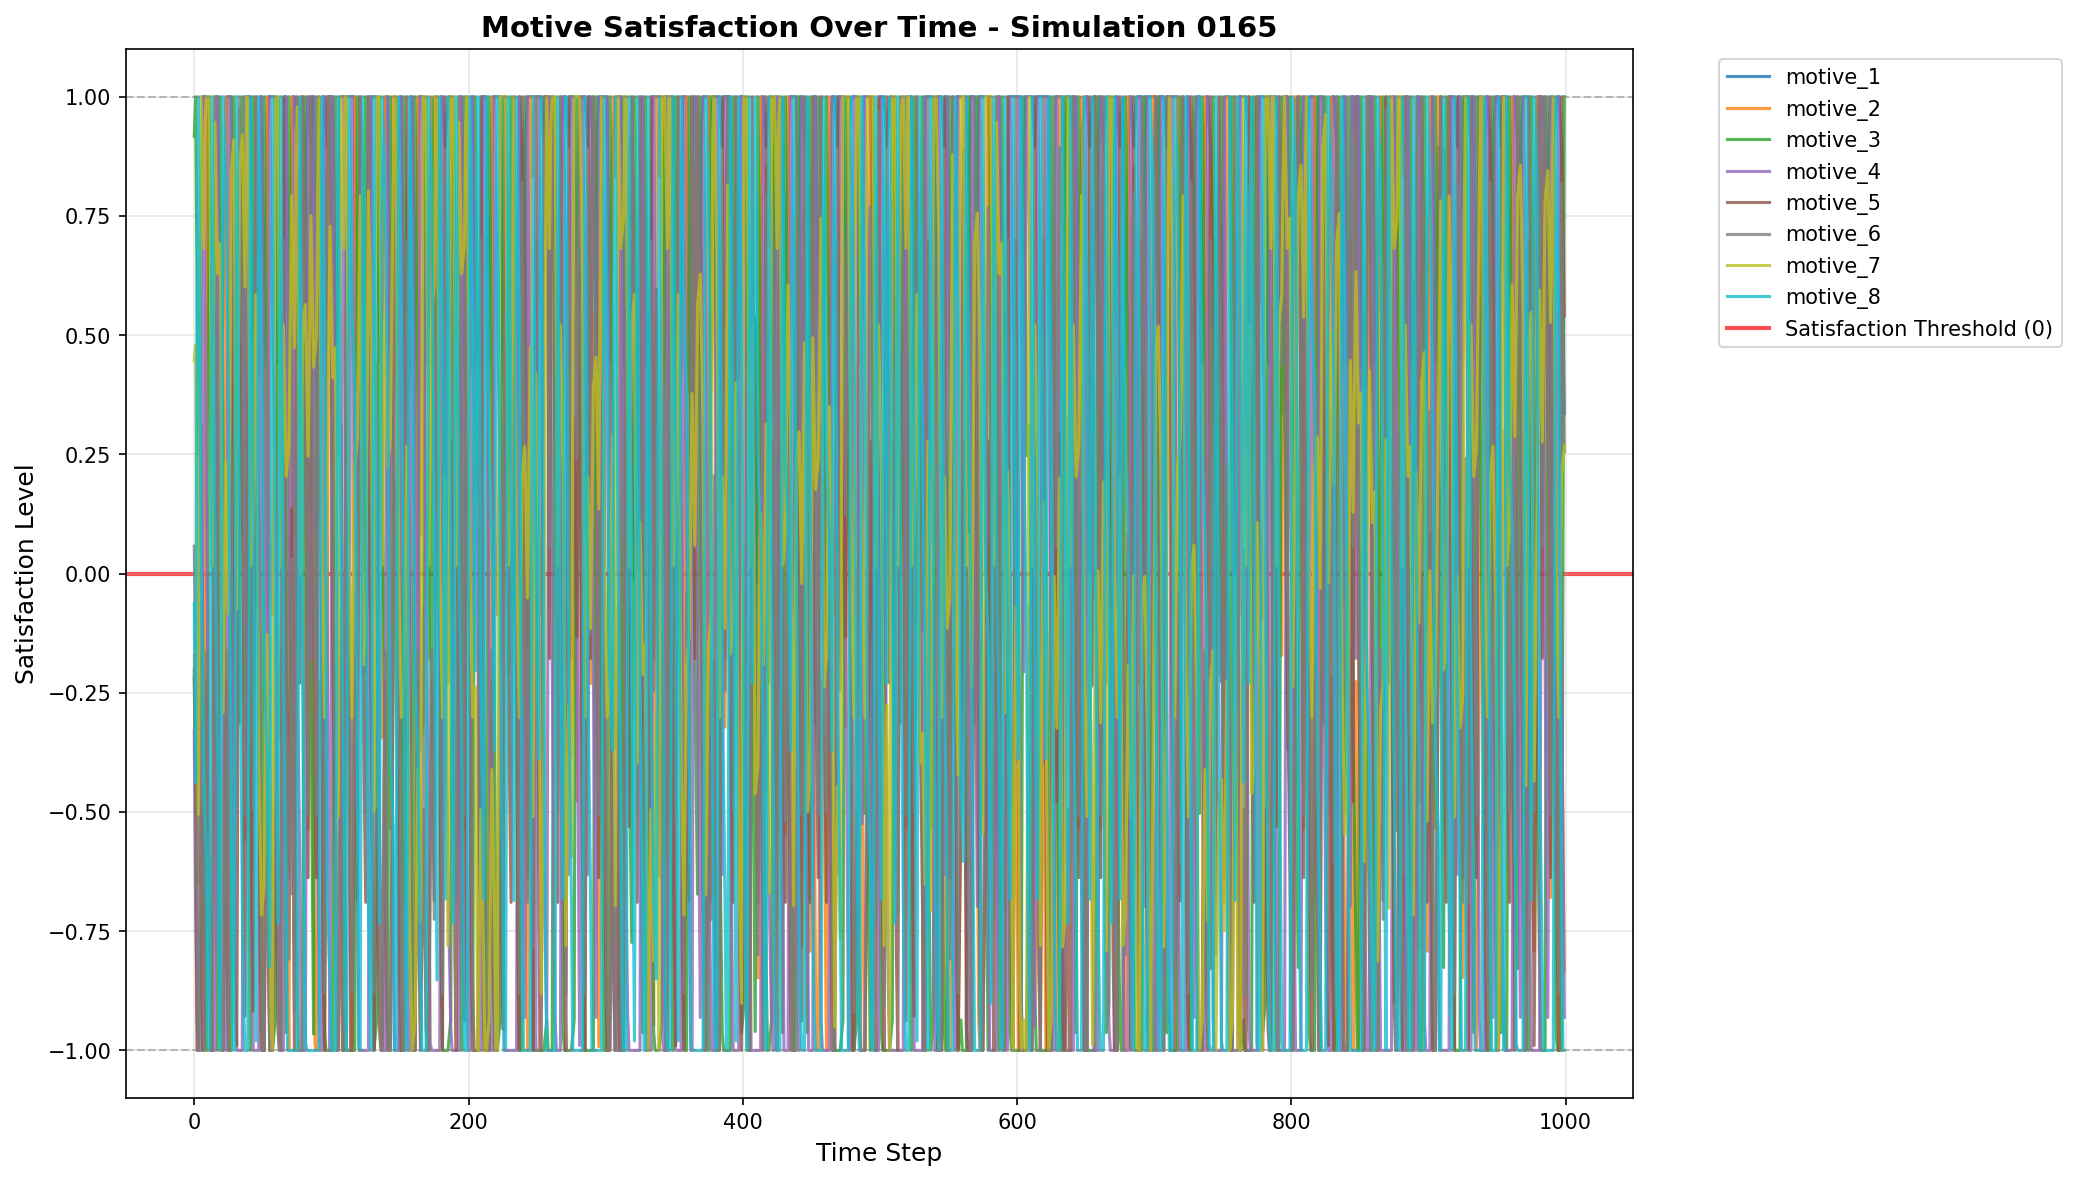 Motive Satisfaction Over Time - Simulation 0165
1.00
0.75
0.50
0.25
0.00
−0.25
−0.50
−0.75
−1.00
Satisfaction Level
0
200
400
600
800
1000
Time Step
motive_1
motive_2
motive_3
motive_4
motive_5
motive_6
motive_7
motive_8
Satisfaction Threshold (0)